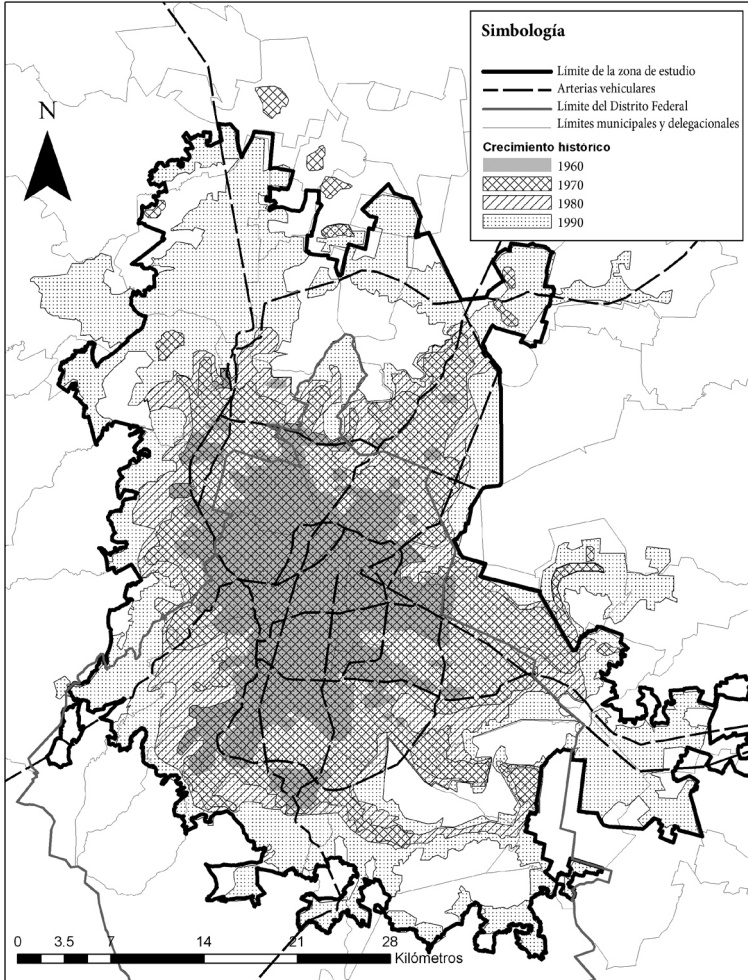 Simbología
Límite de la zona de estudio
Arterias vehiculares
Límite del Distrito Federal
Límites municipales y delegacionales
Crecimiento histórico
1960
1970
1980
1990
N
0 3.5 7 14 21 28
Kilómetros